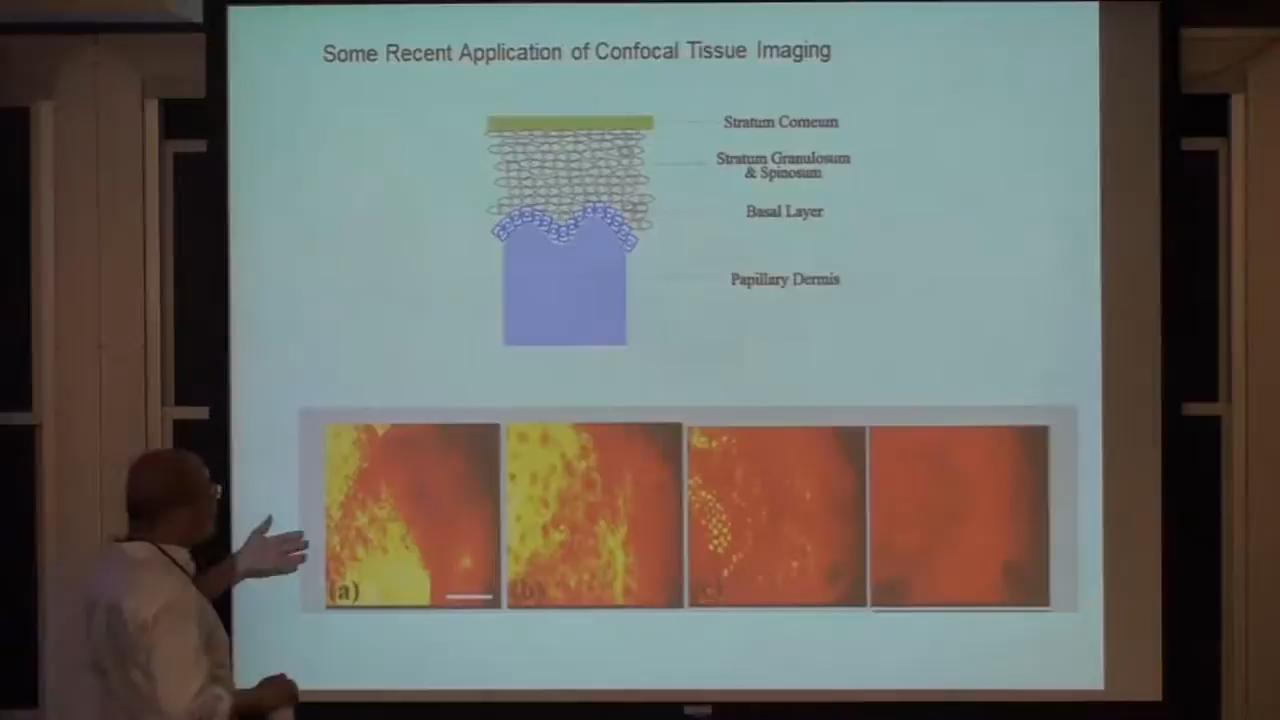 Some Recent Application of Confocal Tissue Imaging
Stratum Corneum
Stratum Granulosum
& Spinosum
Basal Layer
Papillary Dermis
(a)
(b)
(c)